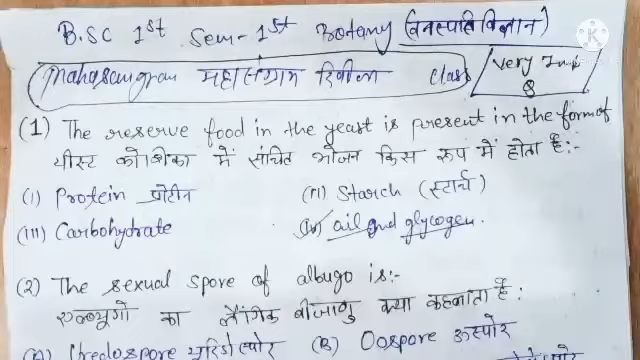 B.SC 1st Sem-1st Botany (वनस्पति विज्ञान)
Mahasangram महासंग्राम रिवीजन class
Very Imp
Q
(1) The reserve food in the yeast is present in the form of
यीस्ट कोशिका में संचित भोजन किस रूप में होता है:-
(i) Protein प्रोटीन (ii) Starch (स्टार्च)
(iii) Carbohydrate (iv) oil and glycogen.
(2) The sexual spore of albugo is:-
एल्ब्यूगो का लैंगिक बीजाणु क्या कहलाता है:
(A) Uredospore यूरिडोस्पोर (B) Oospore ऊस्पोर